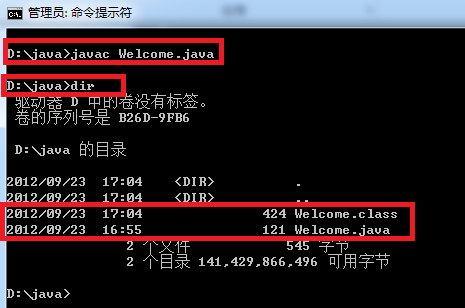 管理员: 命令提示符
D:\java>javac Welcome.java
D:\java>dir
驱动器 D 中的卷没有标签。
卷的序列号是 B26D-9FB6
D:\java 的目录
2012/09/23 17:04 <DIR> .
2012/09/23 17:04 <DIR> ..
2012/09/23 17:04 424 Welcome.class
2012/09/23 16:55 121 Welcome.java
2 个文件 545 字节
2 个目录 141,429,866,496 可用字节
D:\java>